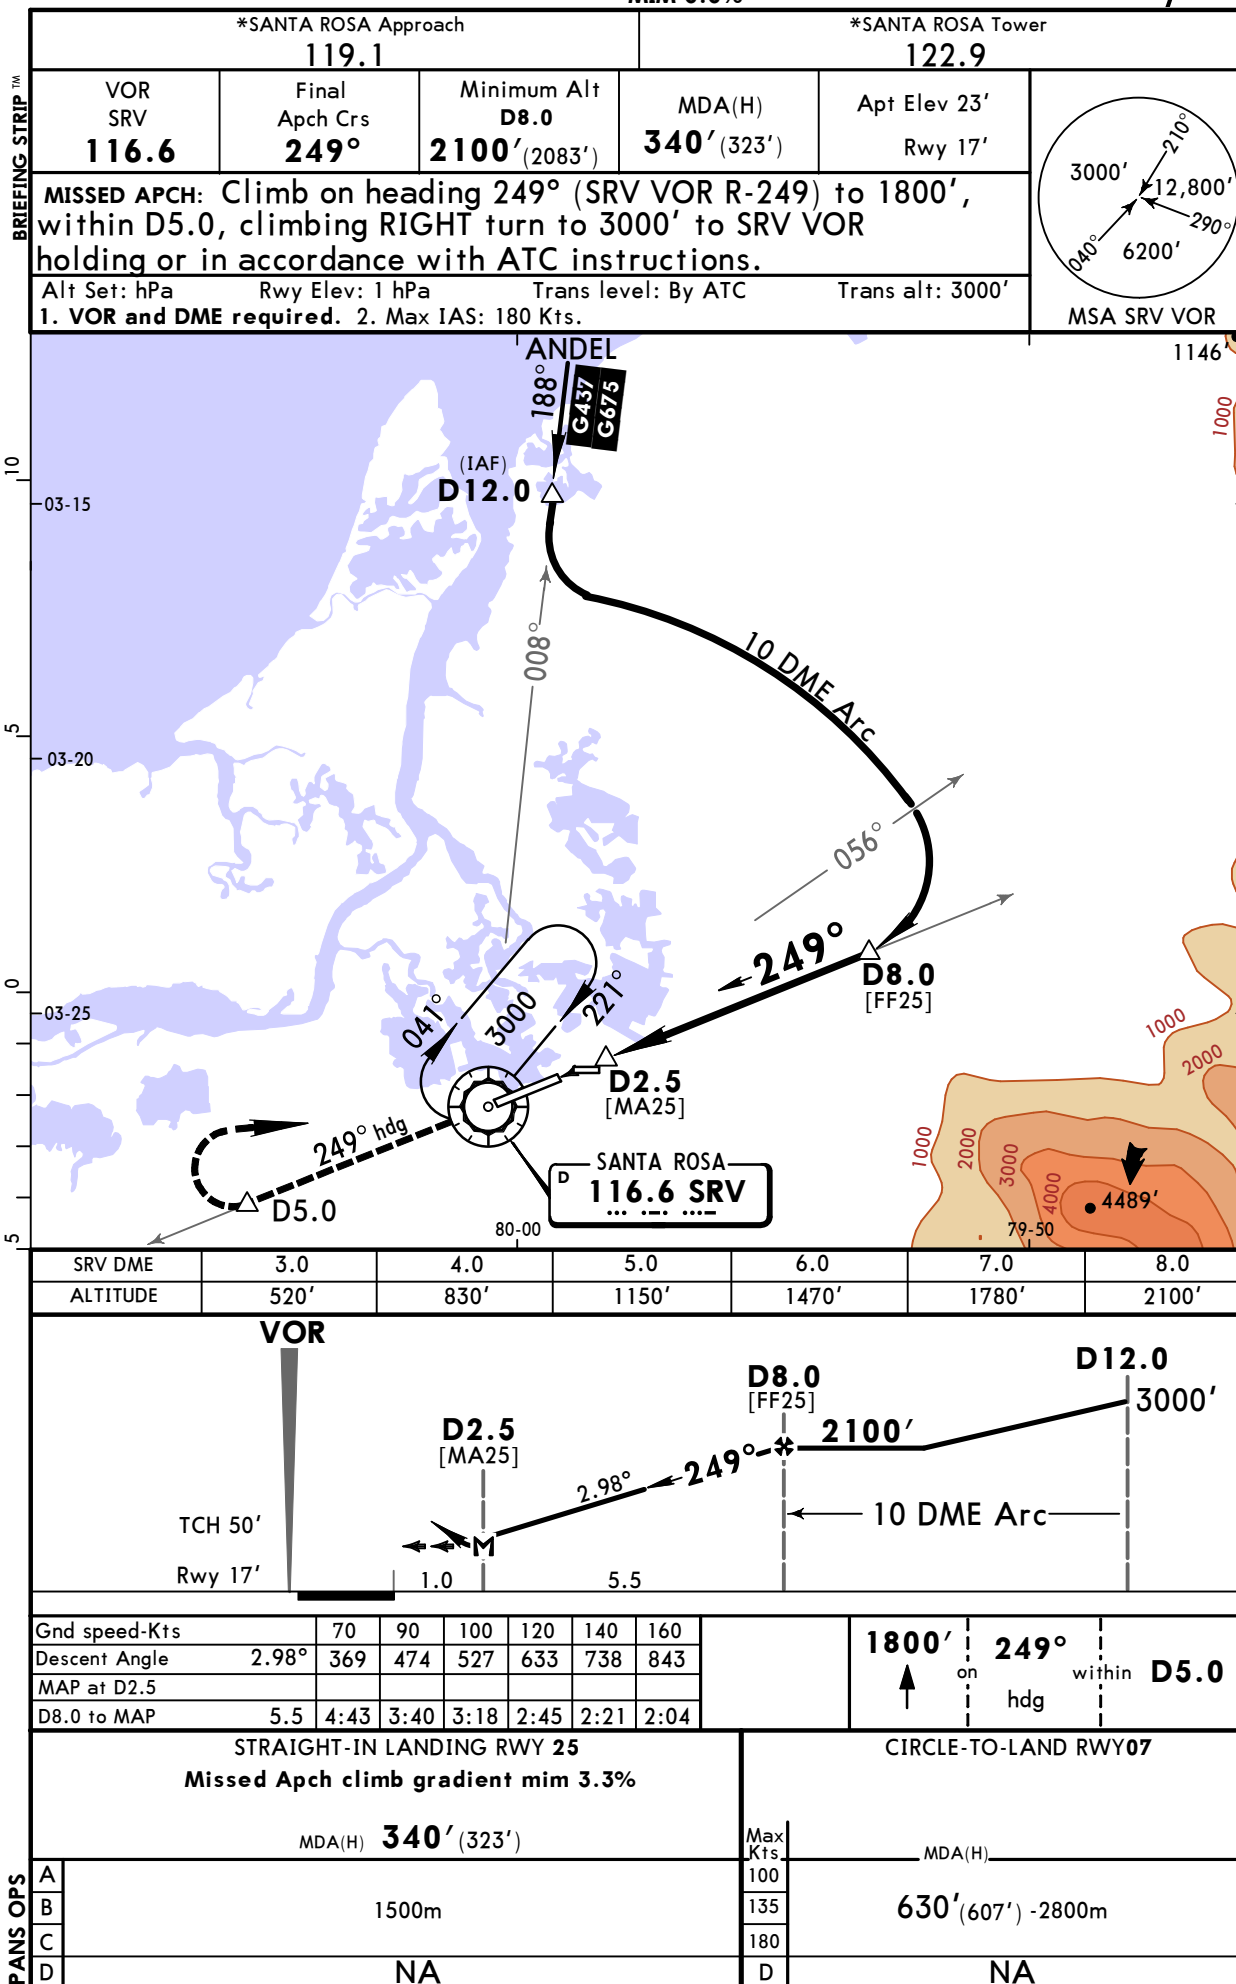 *SANTA ROSA Approach
119.1
*SANTA ROSA Tower
122.9
BRIEFING STRIP™
VOR
SRV
116.6
Final
Apch Crs
249°
Minimum Alt
D8.0
2100'(2083')
MDA(H)
340'(323')
Apt Elev 23'
Rwy 17'
MISSED APCH: Climb on heading 249° (SRV VOR R-249) to 1800',
within D5.0, climbing RIGHT turn to 3000' to SRV VOR
holding or in accordance with ATC instructions.
Alt Set: hPa Rwy Elev: 1 hPa Trans level: By ATC Trans alt: 3000'
1. VOR and DME required. 2. Max IAS: 180 Kts.
210°
3000'
12,800'
290°
040°
6200'
MSA SRV VOR
ANDEL
188°
G437
G675
1146'
1000
(IAF)
D12.0
10
03-15
008°
10 DME Arc
5
03-20
056°
249°
D8.0
[FF25]
0
03-25
041°
3000
221°
1000
2000
D2.5
[MA25]
249° hdg
SANTA ROSA
D
116.6 SRV
D5.0
1000
2000
3000
4000
4489'
80-00
79-50
5
SRV DME 3.0 4.0 5.0 6.0 7.0 8.0
ALTITUDE 520' 830' 1150' 1470' 1780' 2100'
VOR
D12.0
3000'
D8.0
[FF25]
2100'
D2.5
[MA25]
249°
2.98°
10 DME Arc
TCH 50'
Rwy 17'
M
1.0
5.5
Gnd speed-Kts 70 90 100 120 140 160
Descent Angle 2.98° 369 474 527 633 738 843
MAP at D2.5
D8.0 to MAP 5.5 4:43 3:40 3:18 2:45 2:21 2:04
1800' on 249° hdg within D5.0
STRAIGHT-IN LANDING RWY 25
Missed Apch climb gradient mim 3.3%
MDA(H) 340'(323')
CIRCLE-TO-LAND RWY07
Max
Kts
MDA(H)
PANS OPS
A
B
C
D
1500m
NA
100
135
180
D
630'(607') -2800m
NA